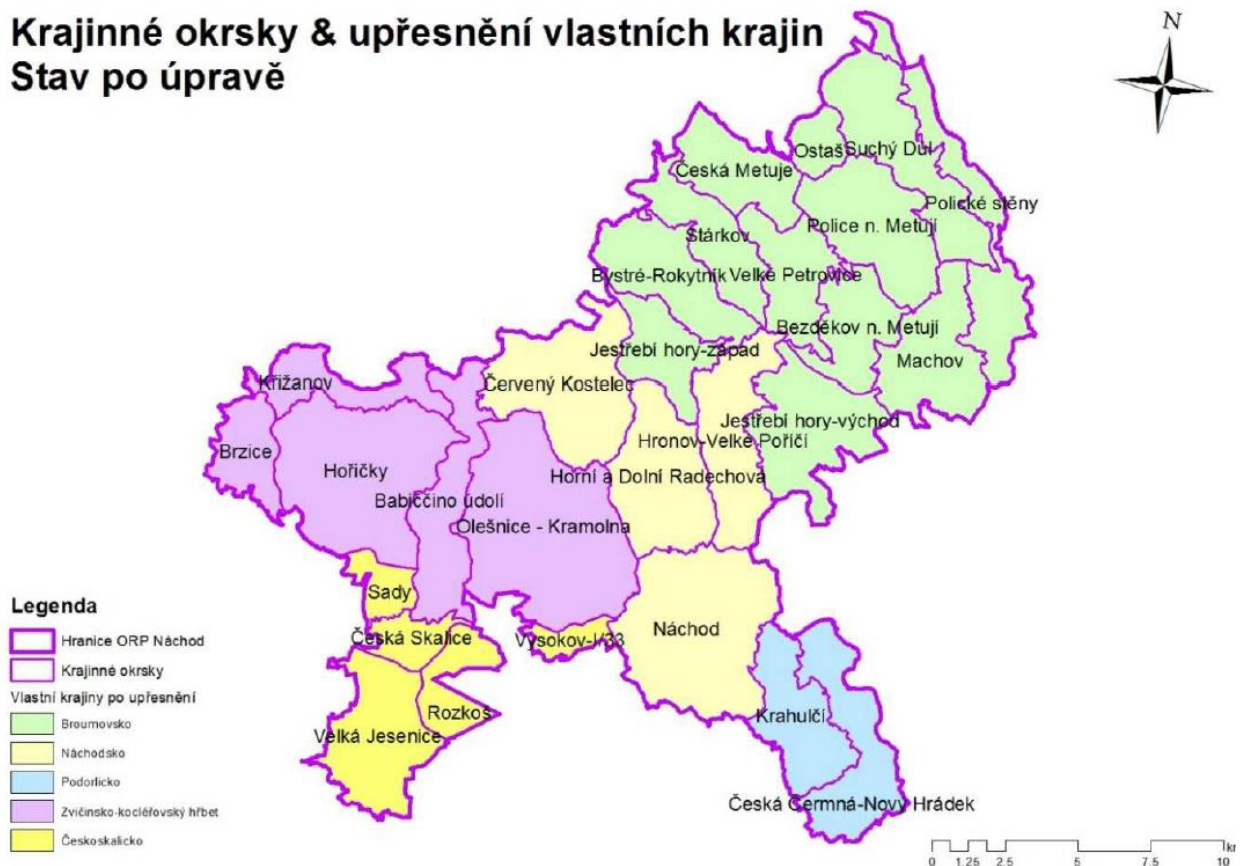 Krajinné okrsky & upřesnění vlastních krajin
Stav po úpravě
N
Ostaš
Suchý Důl
Česká Metuje
Polické stěny
Police n. Metují
Stárkov
Bystré-Rokytník
Velké Petrovice
Bezděkov n. Metují
Jestřebí hory-západ
Machov
Červený Kostelec
Křižanov
Jestřebí hory-východ
Hronov-Velké Poříčí
Brzice
Hořičky
Horní a Dolní Radechová
Babiččino údolí
Olešnice - Kramolna
Sady
Náchod
Česká Skalice
Vysokov-I/33
Rozkoš
Krahulčí
Velká Jesenice
Česká Čermná-Nový Hrádek
Legenda
Hranice ORP Náchod
Krajinné okrsky
Vlastní krajiny po upřesnění
Broumovsko
Náchodsko
Podorlicko
Zvičinsko-kocléřovský hřbet
Českoskalicko
km
0 1.25 2.5 5 7.5 10